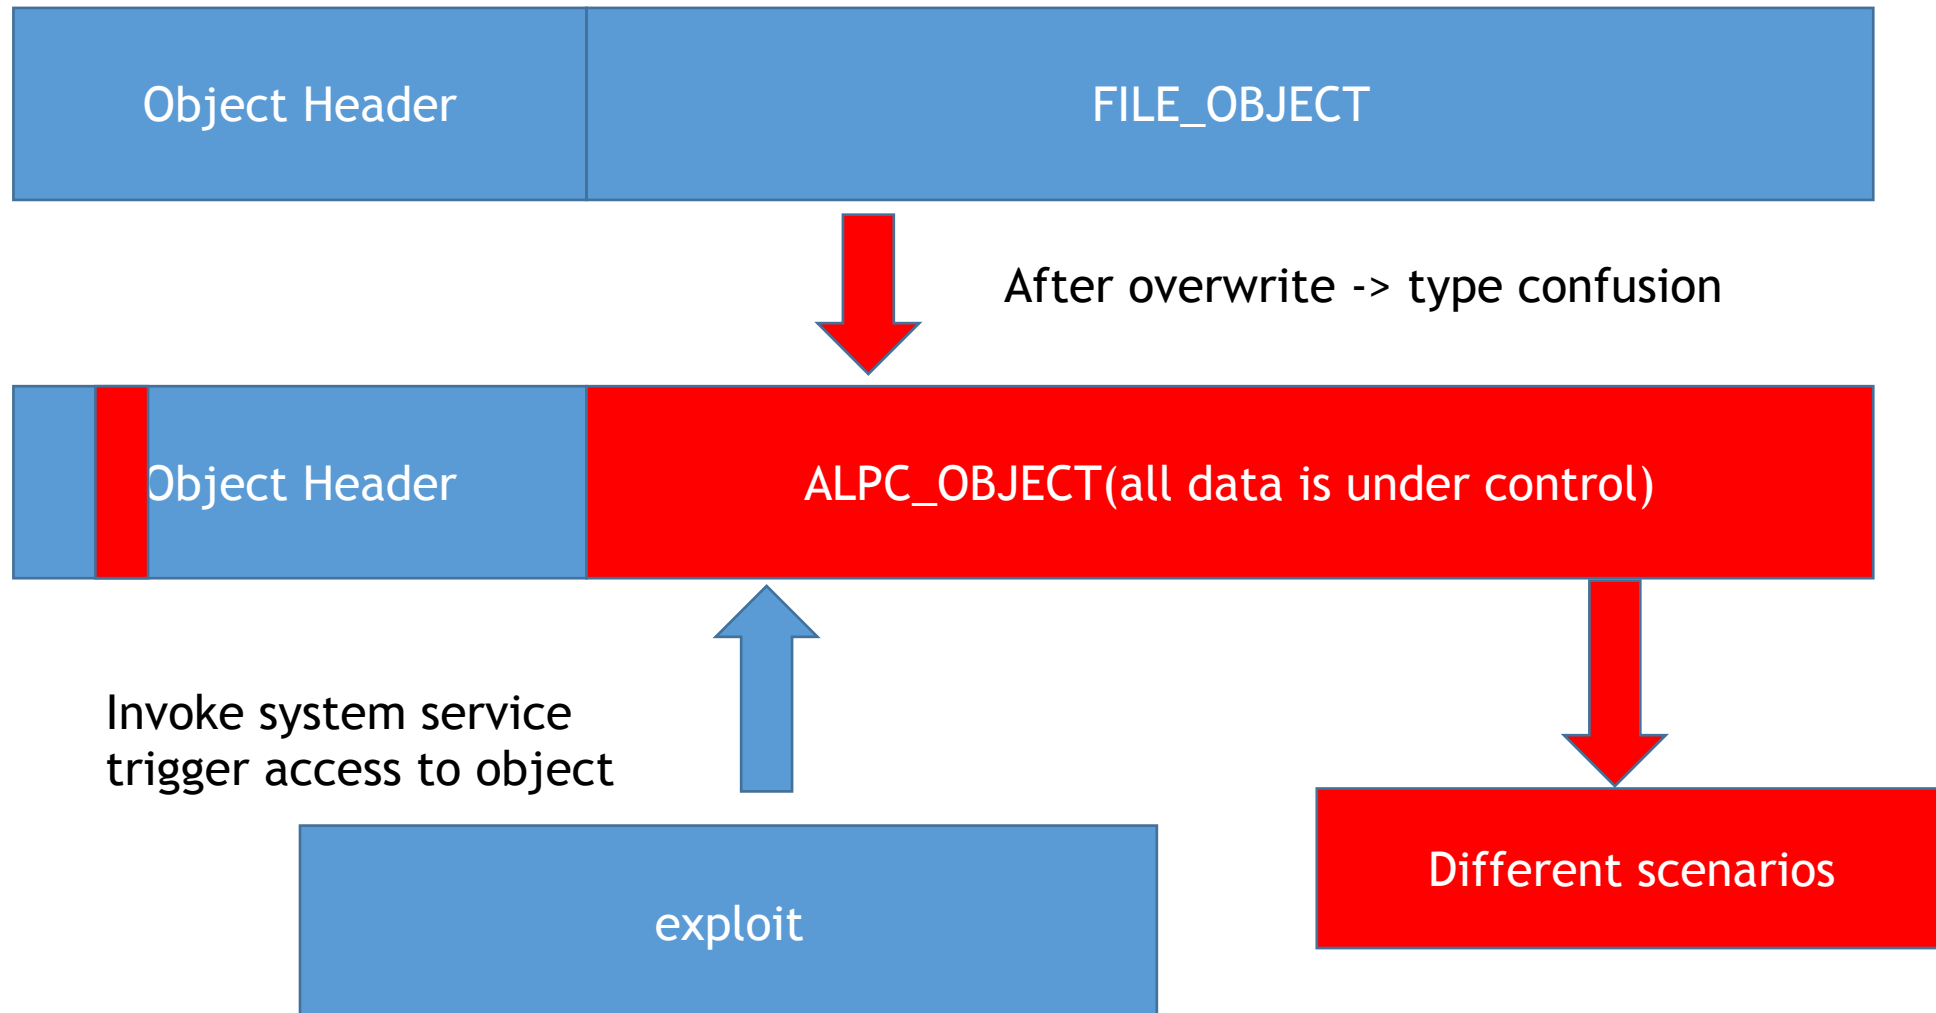 Object Header
FILE_OBJECT
After overwrite -> type confusion
Object Header
ALPC_OBJECT(all data is under control)
Invoke system service
trigger access to object
Different scenarios
exploit